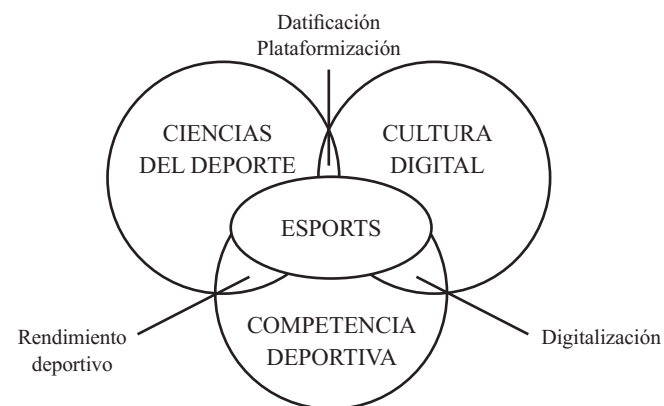 Datificación
Plataformización
CIENCIAS
DEL DEPORTE
CULTURA
DIGITAL
ESPORTS
COMPETENCIA
DEPORTIVA
Rendimiento
deportivo
Digitalización